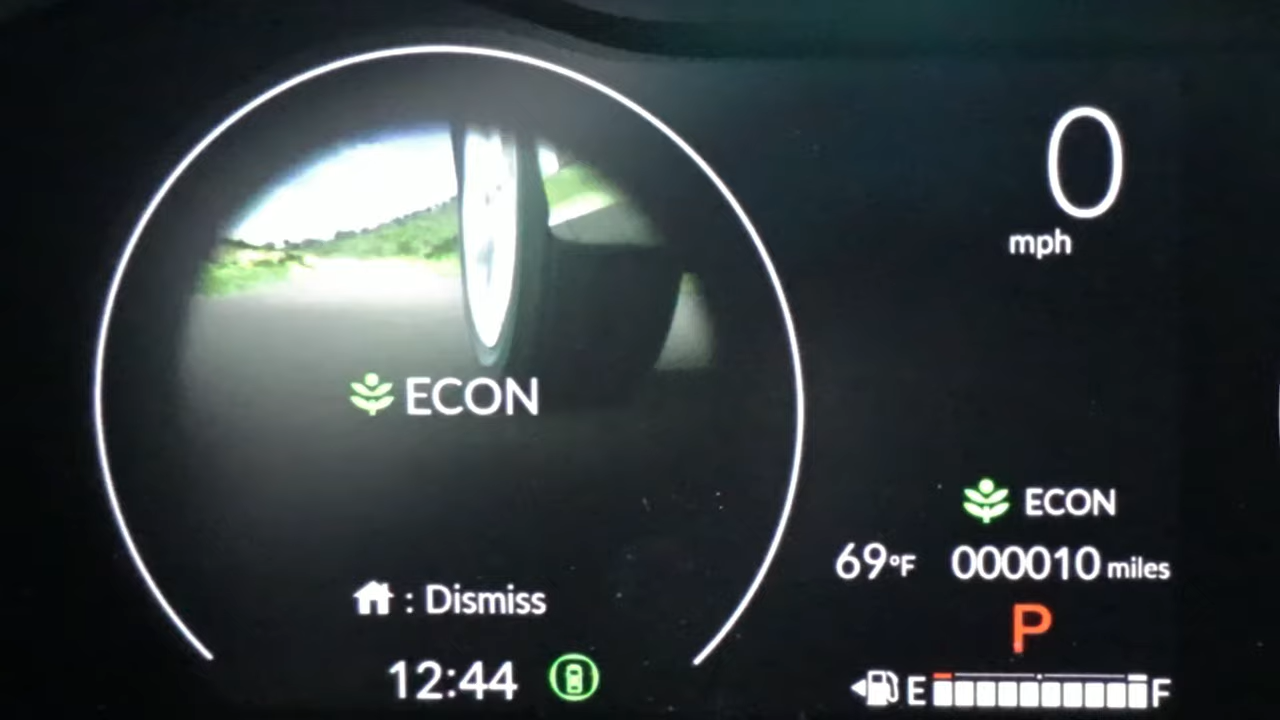 0
mph
ECON
ECON
69°F 000010 miles
: Dismiss
P
12:44
E F